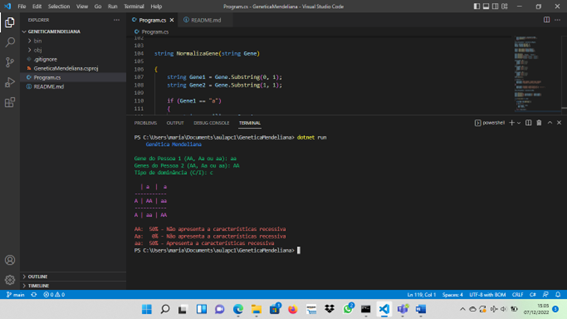 File Edit Selection View Go Run Terminal Help
Program.cs - GeneticaMendeliana - Visual Studio Code
EXPLORER
GENETICAMENDELIANA
bin
obj
.gitignore
GeneticaMendeliana.csproj
Program.cs
README.md
OUTLINE
TIMELINE
Program.cs
README.md
Program.cs
102
103
104 string NormalizaGene(string Gene)
105
106 {
107 string Gene1 = Gene.Substring(0, 1);
108 string Gene2 = Gene.Substring(1, 1);
109
110 if (Gene1 == "a")
111 {
PROBLEMS OUTPUT DEBUG CONSOLE TERMINAL
powershell
PS C:\Users\maria\Documents\aulapc1\GeneticaMendeliana> dotnet run
Genética Mendeliana
Gene do Pessoa 1 (AA, Aa ou aa): aa
Genes do Pessoa 2 (AA, Aa ou aa): AA
Tipo de dominância (C/I): c
| a | a
-----------
A | AA | aa
-----------
A | aa | AA
AA: 50% - Não apresenta a características recessiva
Aa: 0% - Não apresenta a características recessiva
aa: 50% - Apresenta a características recessiva
PS C:\Users\maria\Documents\aulapc1\GeneticaMendeliana>
main
0 0
Ln 119, Col 1 Spaces: 4 UTF-8 with BOM CRLF C#
18:05
07/12/2022